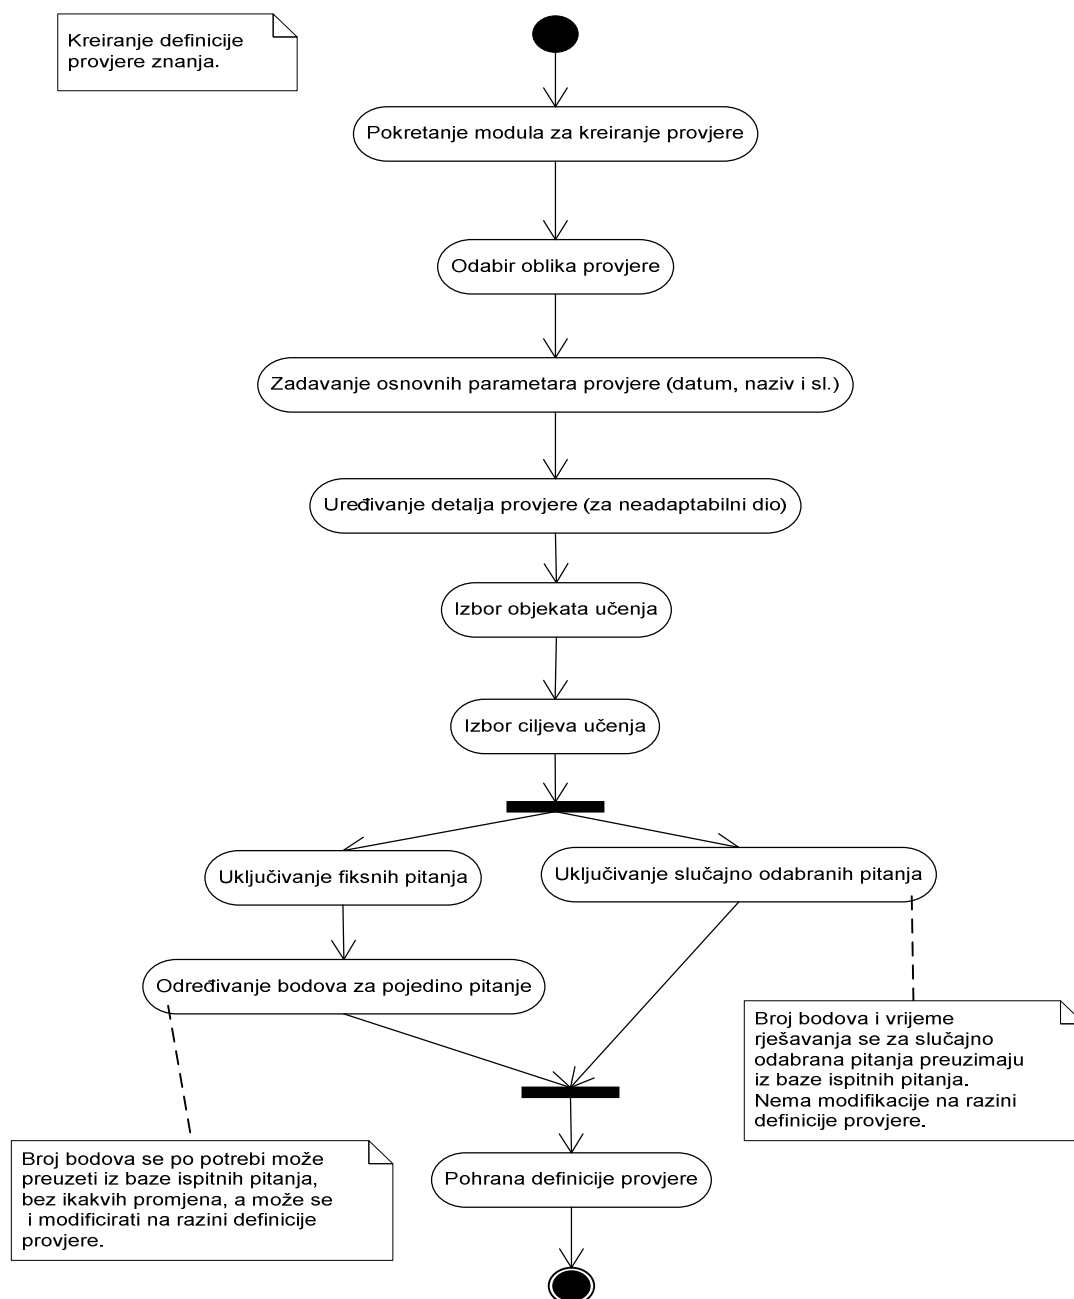 Kreiranje definicije
provjere znanja.
Pokretanje modula za kreiranje provjere
Odabir oblika provjere
Zadavanje osnovnih parametara provjere (datum, naziv i sl.)
Uređivanje detalja provjere (za neadaptabilni dio)
Izbor objekata učenja
Izbor ciljeva učenja
Uključivanje fiksnih pitanja
Uključivanje slučajno odabranih pitanja
Određivanje bodova za pojedino pitanje
Broj bodova i vrijeme
rješavanja se za slučajno
odabrana pitanja preuzimaju
iz baze ispitnih pitanja.
Nema modifikacije na razini
definicije provjere.
Broj bodova se po potrebi može
preuzeti iz baze ispitnih pitanja,
bez ikakvih promjena, a može se
i modificirati na razini definicije
provjere.
Pohrana definicije provjere